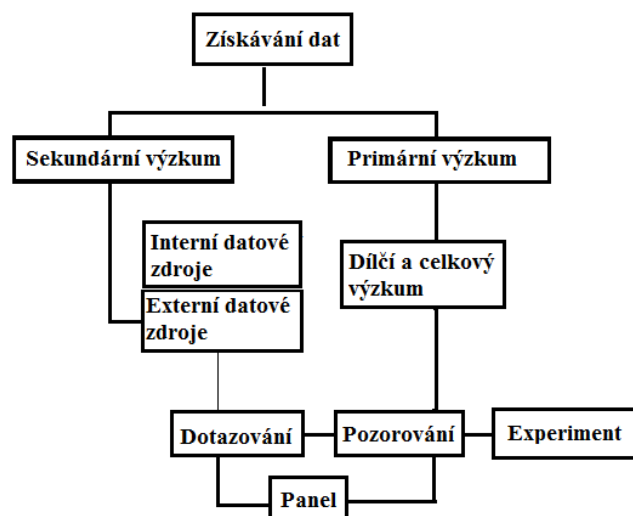 Získávání dat
Sekundární výzkum
Primární výzkum
Interní datové
zdroje
Externí datové
zdroje
Dílčí a celkový
výzkum
Dotazování
Pozorování
Experiment
Panel